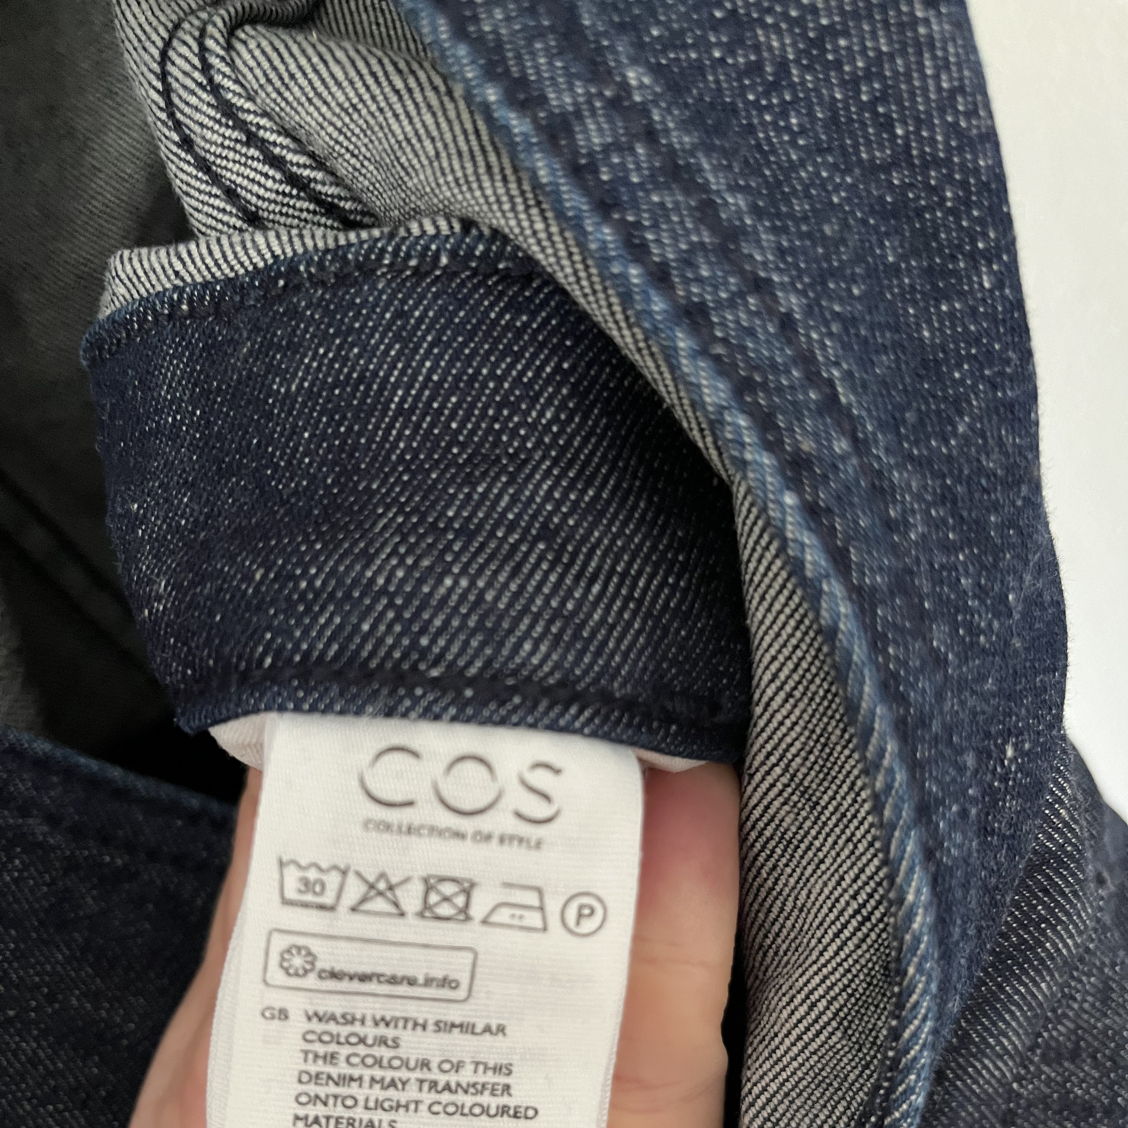 COS
COLLECTION OF STYLE
30
P
clevercare.info
GB WASH WITH SIMILAR
COLOURS
THE COLOUR OF THIS
DENIM MAY TRANSFER
ONTO LIGHT COLOURED
MATERIALS